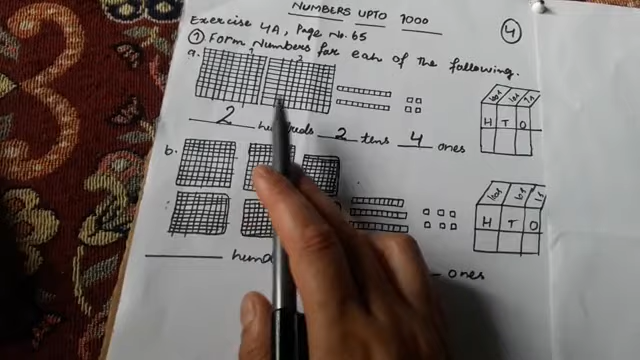 NUMBERS UPTO 1000
4
Exercise 4A, Page No. 65
① Form Numbers for each of the following.
a.
2 hundreds 2 tens 4 ones
H T O
b.
H T O
ones